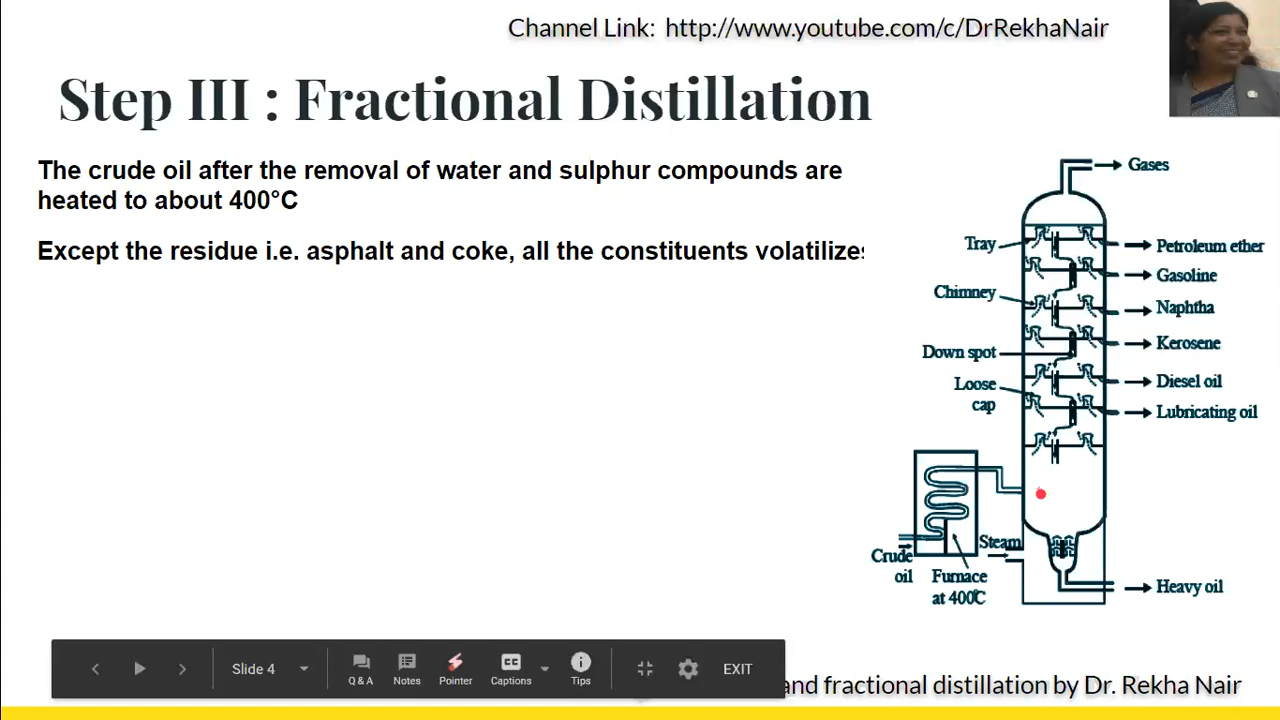 Channel Link: http://www.youtube.com/c/DrRekhaNair
Step III : Fractional Distillation
The crude oil after the removal of water and sulphur compounds are
heated to about 400°C
Except the residue i.e. asphalt and coke, all the constituents volatilizes
Gases
Tray
Petroleum ether
Gasoline
Chimney
Naphtha
Down spot
Kerosene
Loose
cap
Diesel oil
Lubricating oil
Steam
Crude
oil
Furnace
at 400°C
Heavy oil
Slide 4
Q & A
Notes
Pointer
CC
Captions
Tips
EXIT
and fractional distillation by Dr. Rekha Nair